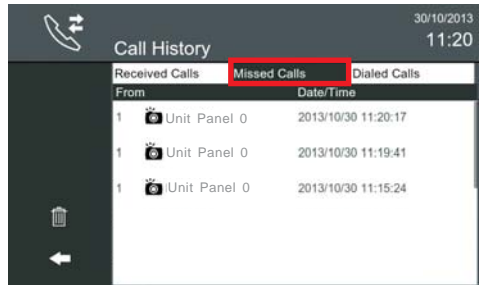 30/10/2013
11:20
Call History
Received Calls Missed Calls Dialed Calls
From Date/Time
1 Unit Panel 0 2013/10/30 11:20:17
1 Unit Panel 0 2013/10/30 11:19:41
1 Unit Panel 0 2013/10/30 11:15:24